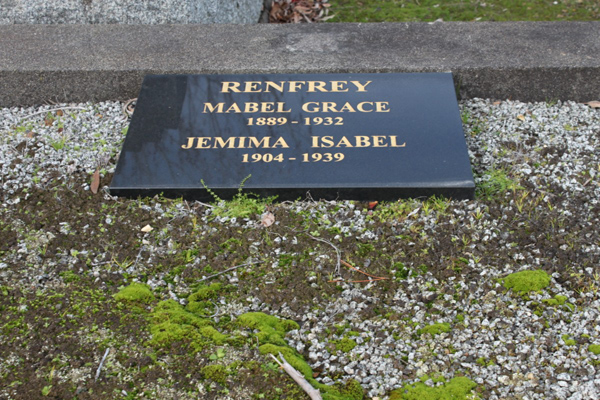 RENFREY
MABEL GRACE
1889 - 1932
JEMIMA ISABEL
1904 - 1939